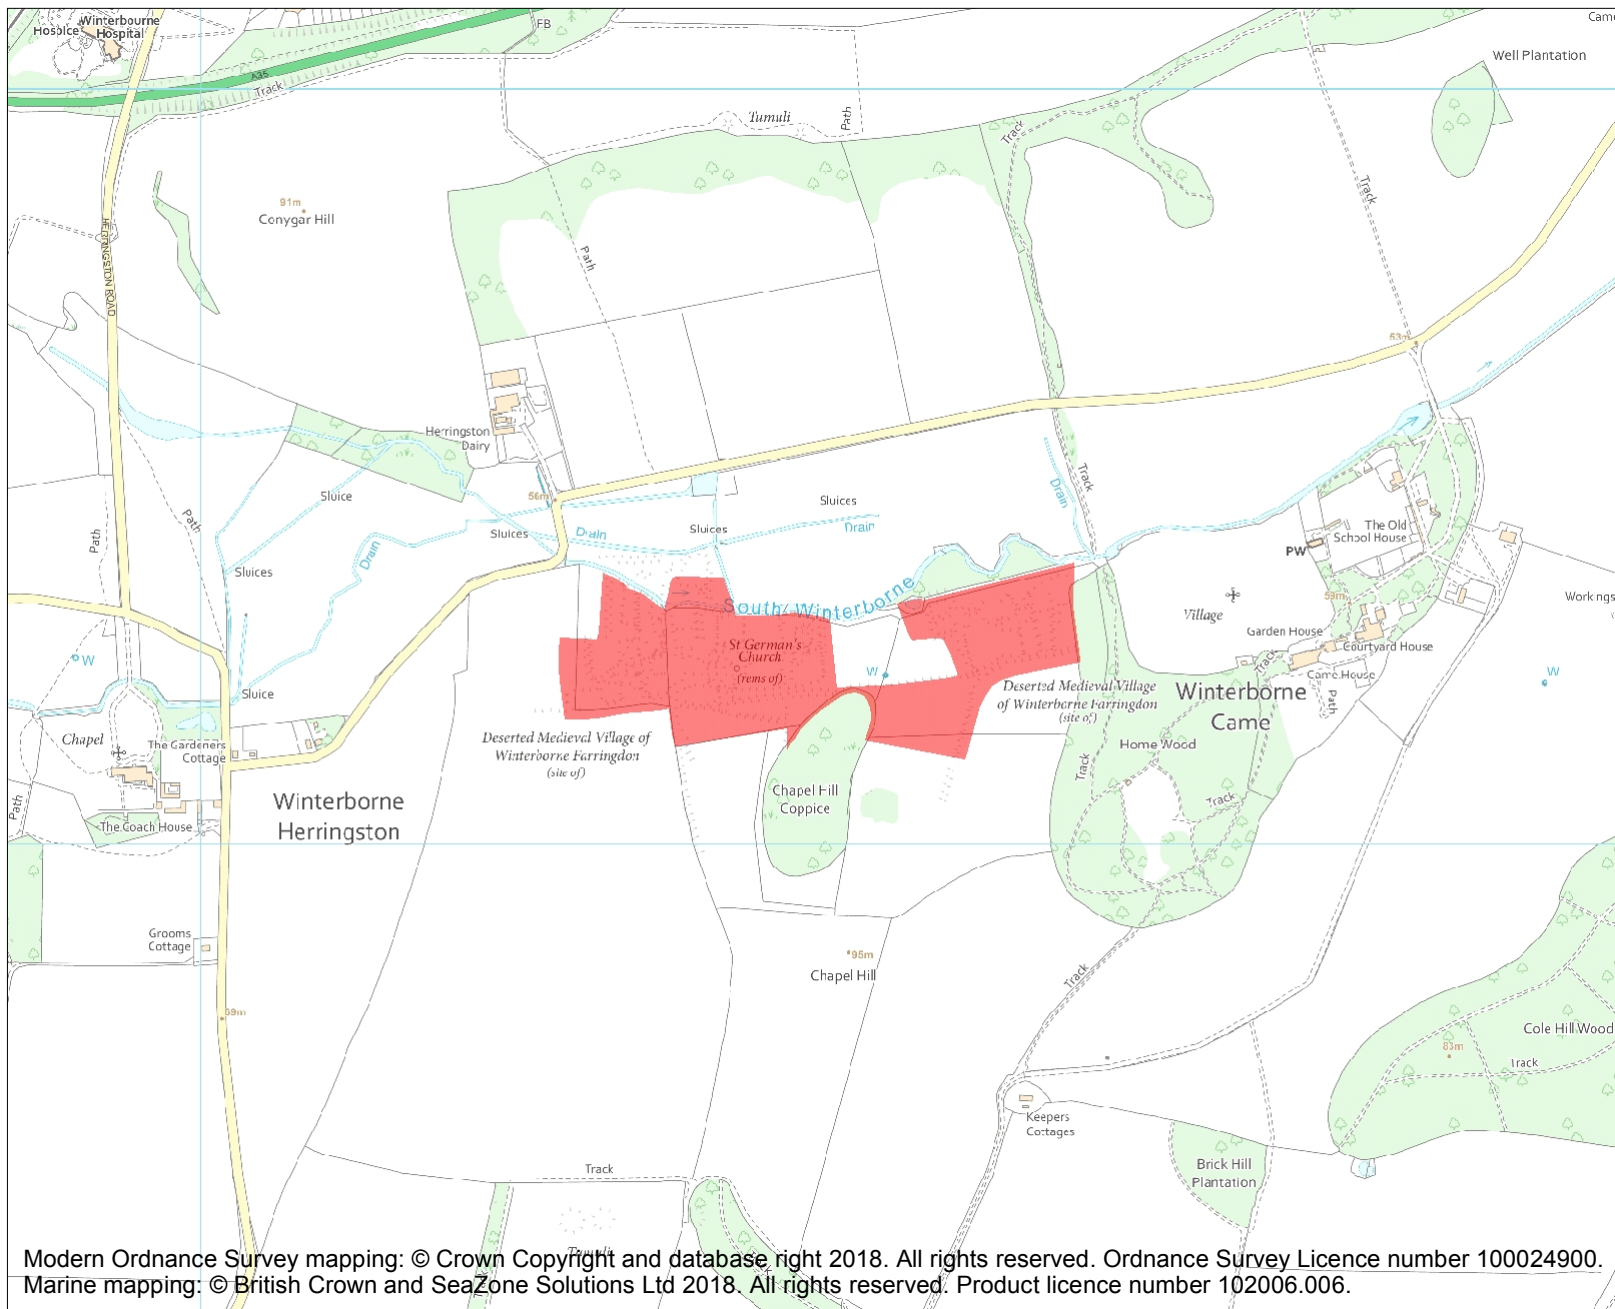 Hospice
Winterbourne
Hospital
FB
Came
Well Plantation
A35
Track
Tumuli
Path
Track
Track
91m
Conygar Hill
HERRINGSTON ROAD
Path
53m
Herringston
Dairy
Sluice
56m
Sluices
Sluices
Sluices
Drain
Drain
Drain
Track
Path
Path
Drain
Sluices
The Old
School House
PW
South Winterborne
Village
59m
Workings
Garden House
Courtyard House
Came House
Track
Path
W
W
W
St German's
Church
(rems of)
Sluice
Deserted Medieval Village
of Winterborne Farringdon
(site of)
Winterborne
Came
Chapel
The Gardeners
Cottage
Deserted Medieval Village of
Winterborne Farringdon
(site of)
Home Wood
Track
Track
Chapel Hill
Coppice
Path
The Coach House
Winterborne
Herringston
Grooms
Cottage
95m
Chapel Hill
Track
69m
Cole Hill Wood
83m
Track
Keepers
Cottages
Track
Brick Hill
Plantation
Tumuli
Track
Track
Modern Ordnance Survey mapping: © Crown Copyright and database right 2018. All rights reserved. Ordnance Survey Licence number 100024900.
Marine mapping: © British Crown and SeaZone Solutions Ltd 2018. All rights reserved. Product licence number 102006.006.